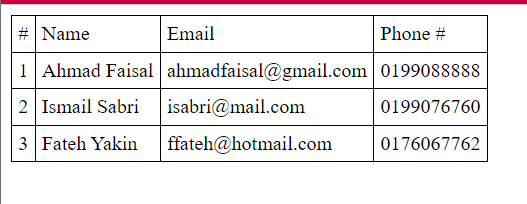 # Name Email Phone #
1 Ahmad Faisal ahmadfaisal@gmail.com 0199088888
2 Ismail Sabri isabri@mail.com 0199076760
3 Fateh Yakin ffateh@hotmail.com 0176067762